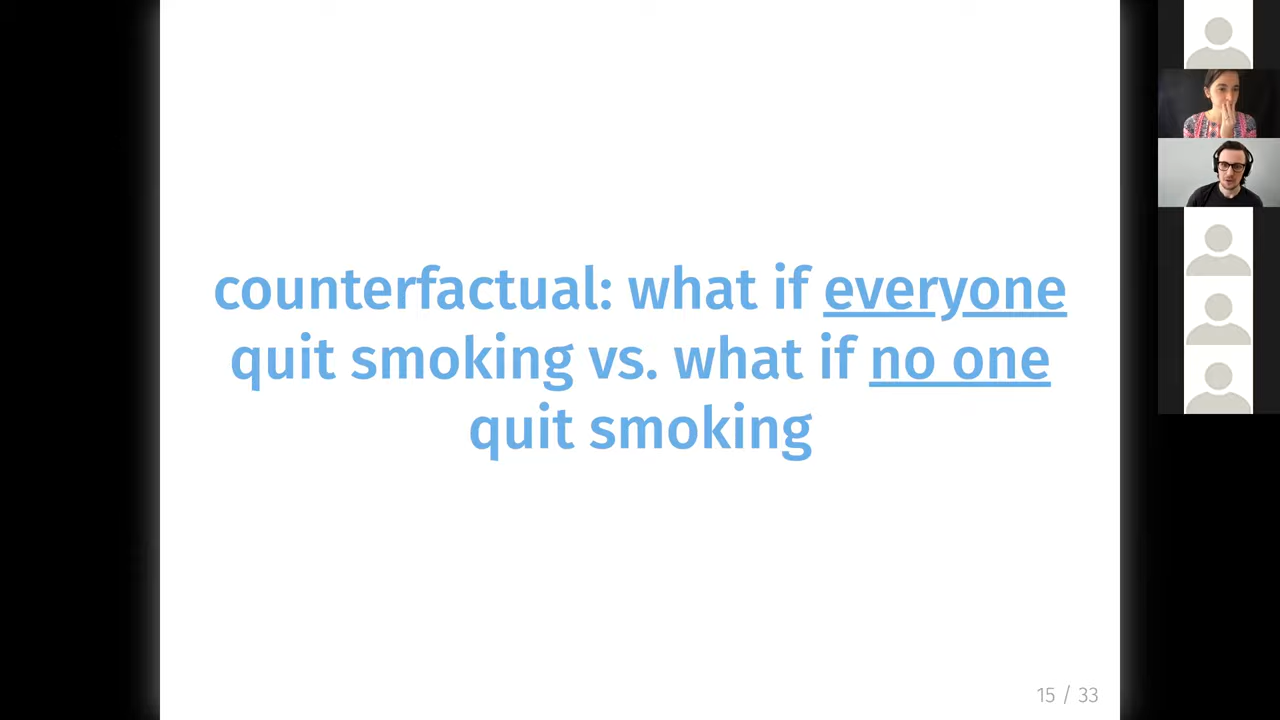 counterfactual: what if everyone
quit smoking vs. what if no one
quit smoking
15 / 33